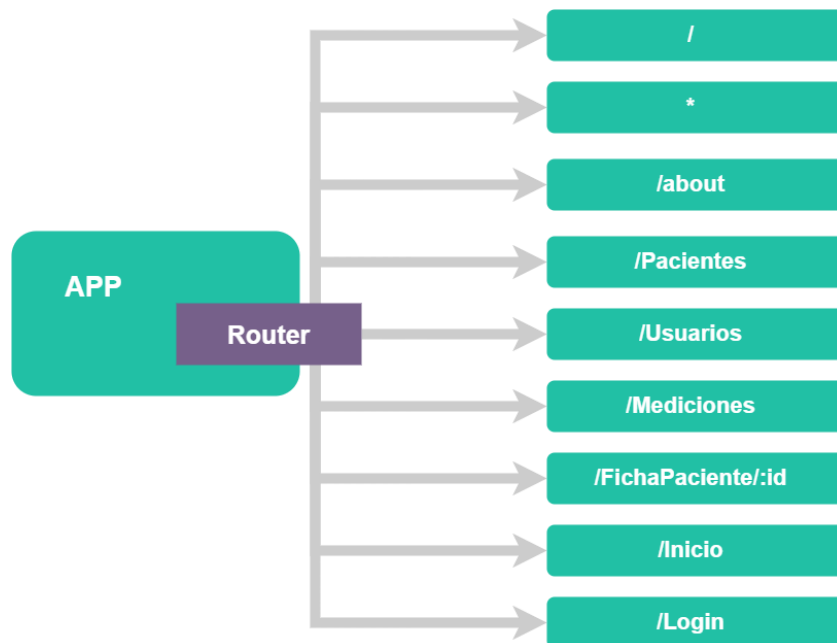 APP
Router
/
*
/about
/Pacientes
/Usuarios
/Mediciones
/FichaPaciente/:id
/Inicio
/Login